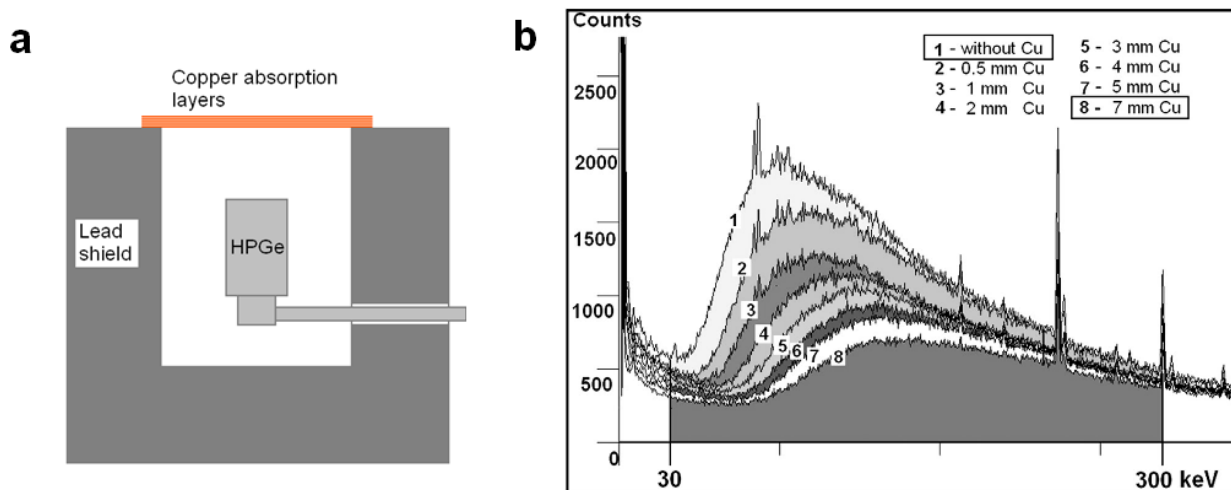 a
Copper absorption
layers
Lead
shield
HPGe
b
Counts
1 - without Cu
2 - 0.5 mm Cu
3 - 1 mm Cu
4 - 2 mm Cu
5 - 3 mm Cu
6 - 4 mm Cu
7 - 5 mm Cu
8 - 7 mm Cu
2500
2000
1500
1000
500
0
1
2
3
4
5
6
7
8
30
300 keV